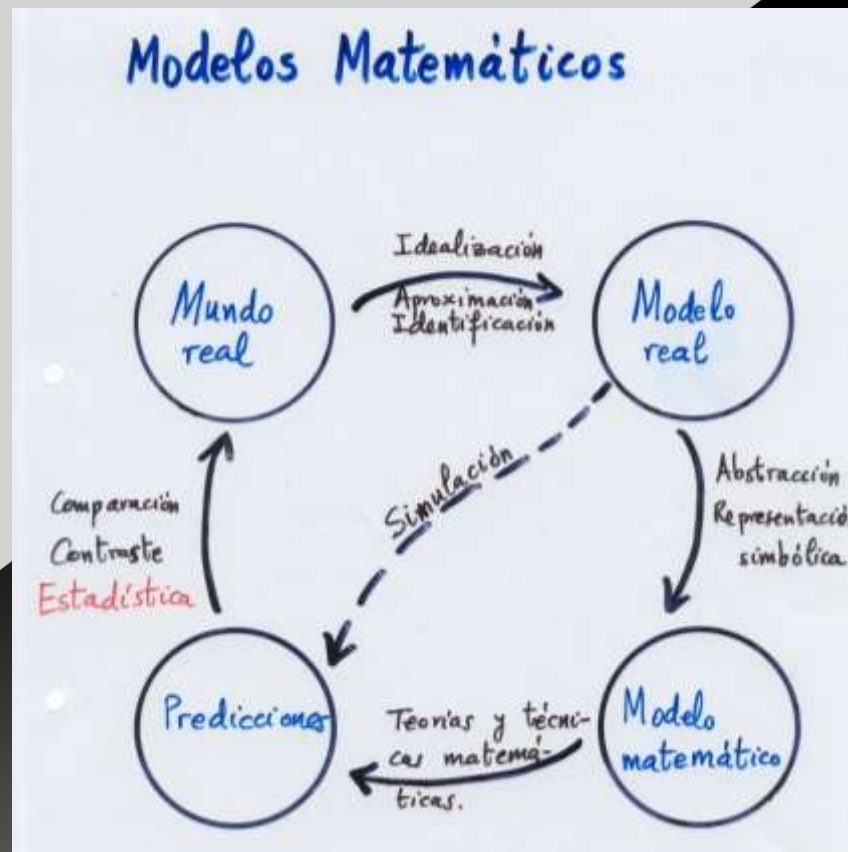 Modelos Matemáticos
Mundo
real
Idealización
Aproximación
Identificación
Modelo
real
Simulación
Abstracción
Representació
simbólica
Comparación
Contraste
Estadística
Predicciones
Teorías y técni-
cas matemá-
ticas.
Modelo
matemático